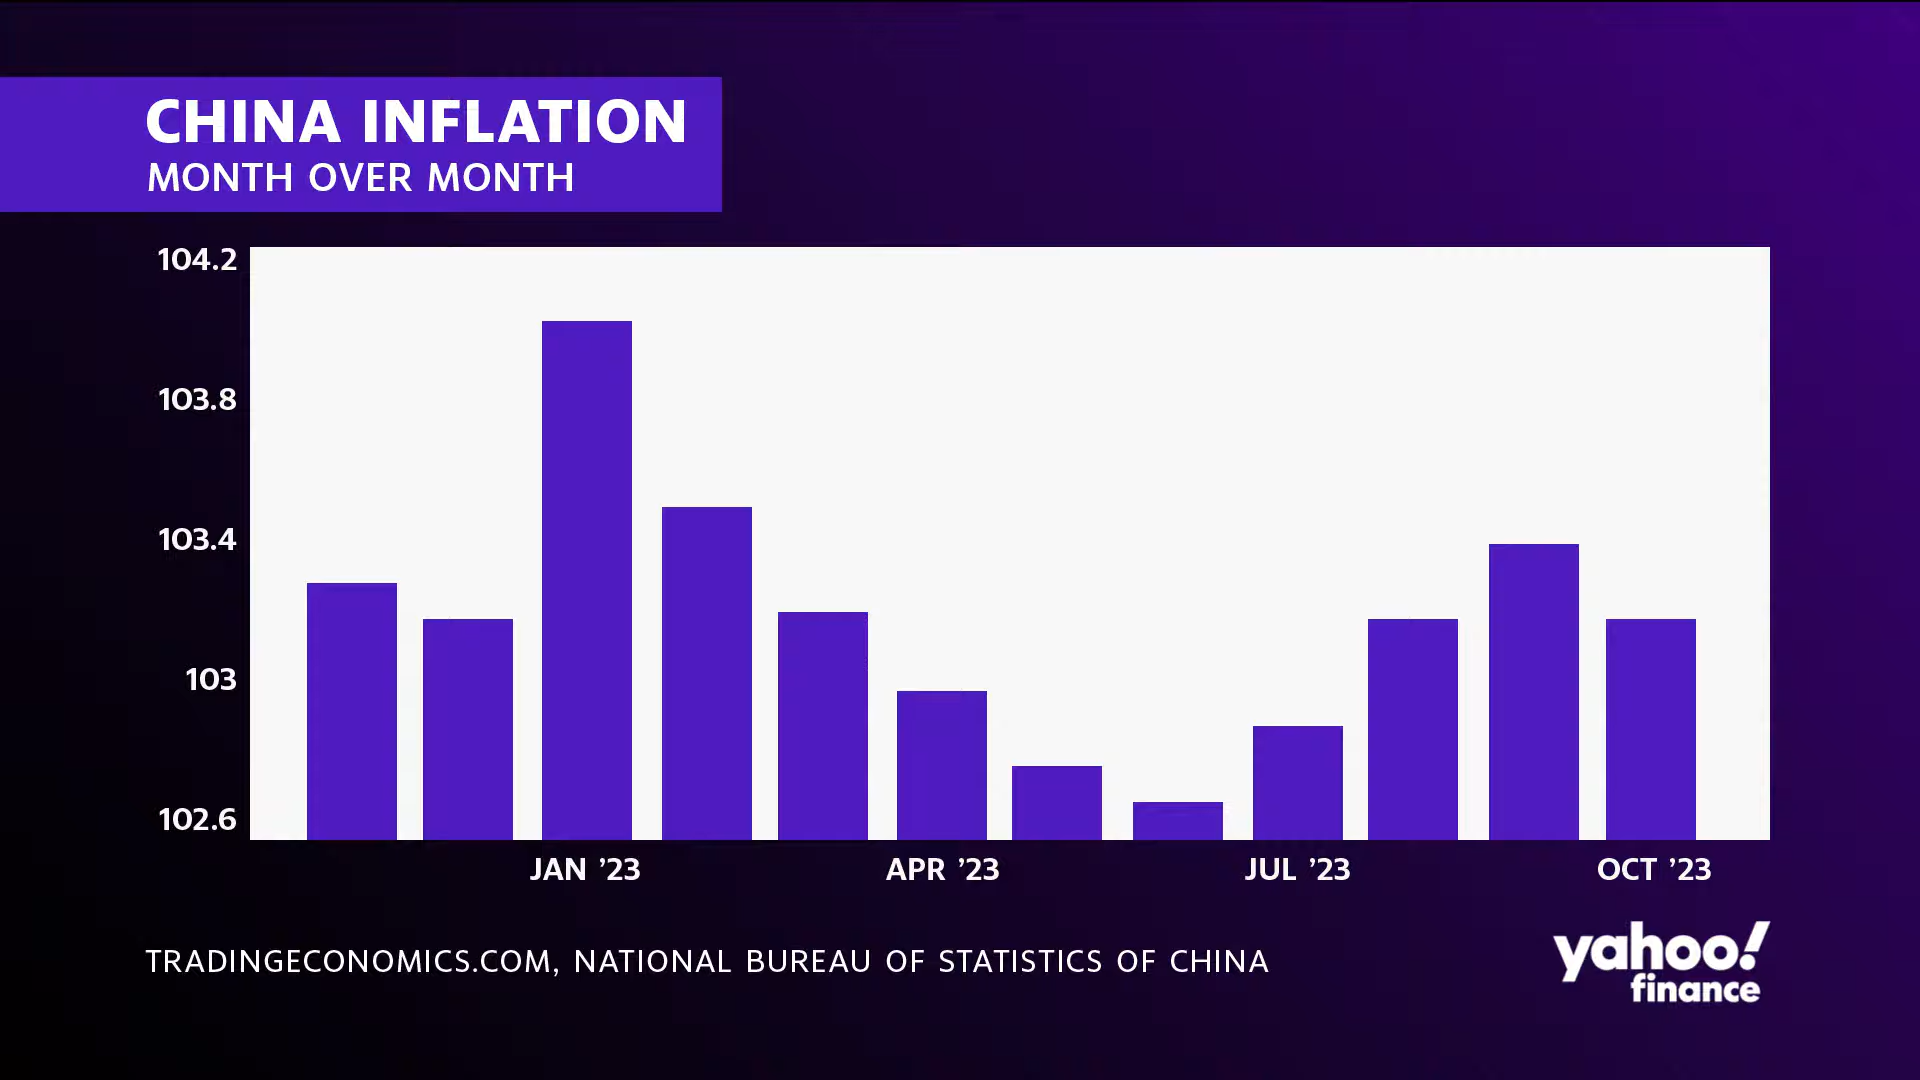 CHINA INFLATION
MONTH OVER MONTH
104.2
103.8
103.4
103
102.6
JAN ’23
APR ’23
JUL ’23
OCT ’23
TRADINGECONOMICS.COM, NATIONAL BUREAU OF STATISTICS OF CHINA
yahoo!
finance